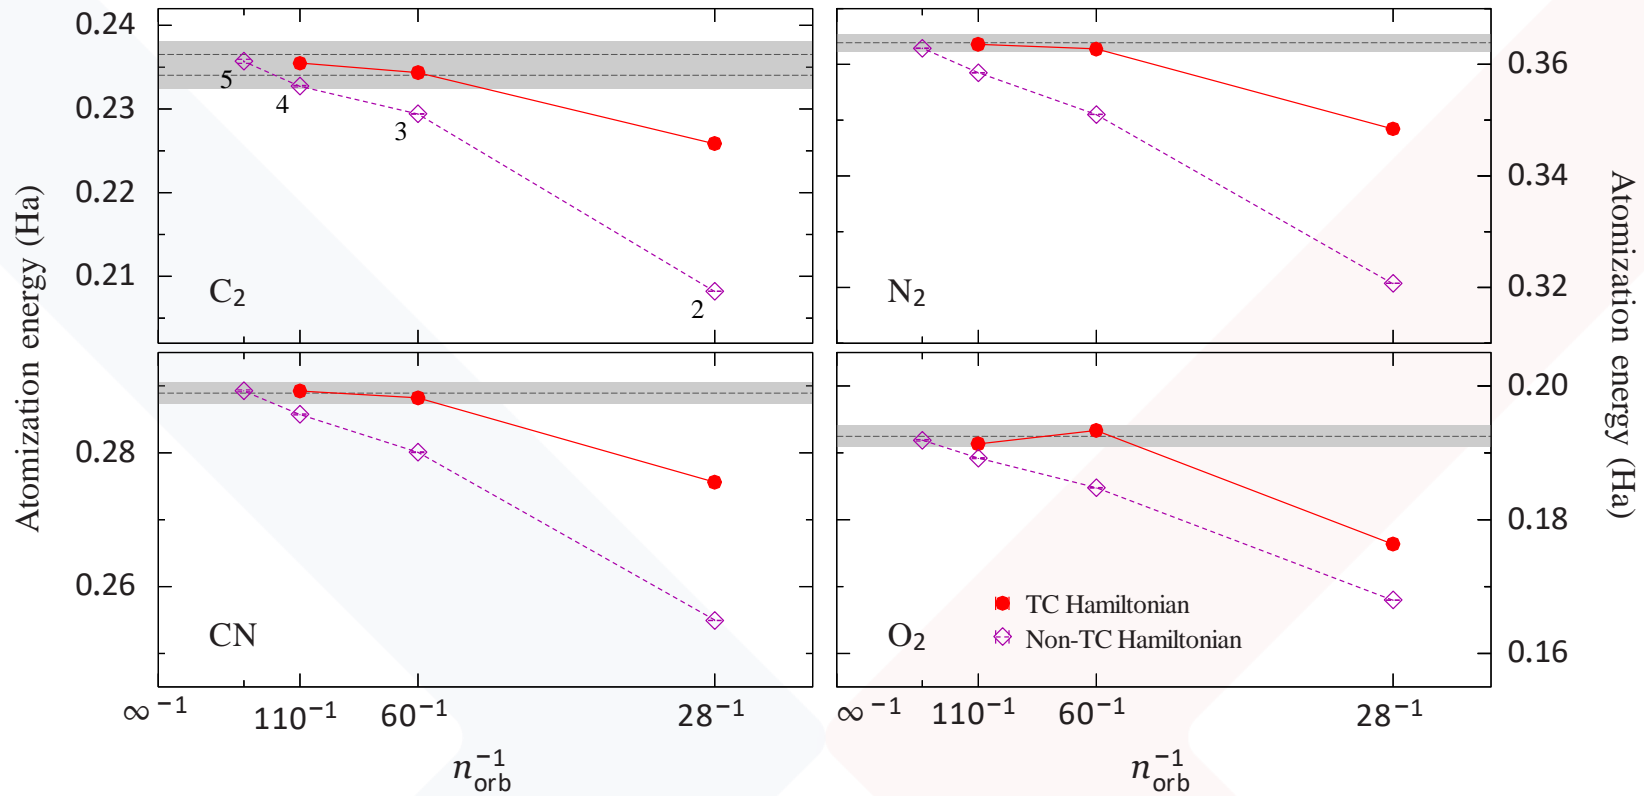 0.24
0.23
0.22
0.21
Atomization energy (Ha)
5
4
3
2
C₂
0.36
0.34
0.32
Atomization energy (Ha)
N₂
0.28
0.26
CN
0.20
0.18
0.16
TC Hamiltonian
Non-TC Hamiltonian
O₂
∞⁻¹ 110⁻¹ 60⁻¹ 28⁻¹
∞⁻¹ 110⁻¹ 60⁻¹ 28⁻¹
n⁻¹orb
n⁻¹orb